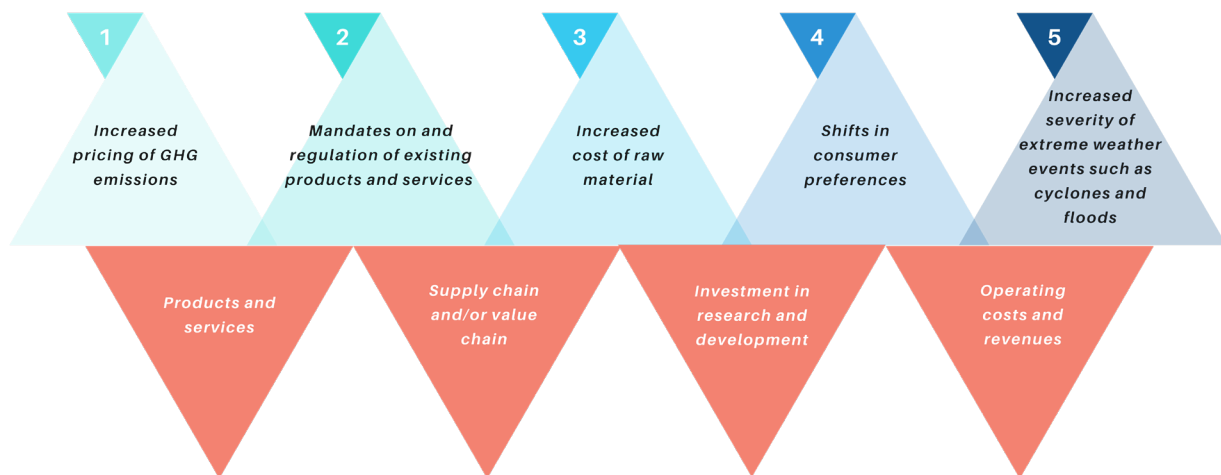 1
Increased
pricing of GHG
emissions
2
Mandates on and
regulation of existing
products and services
3
Increased
cost of raw
material
4
Shifts in
consumer
preferences
5
Increased
severity of
extreme weather
events such as
cyclones and
floods
Products and
services
Supply chain
and/or value
chain
Investment in
research and
development
Operating
costs and
revenues